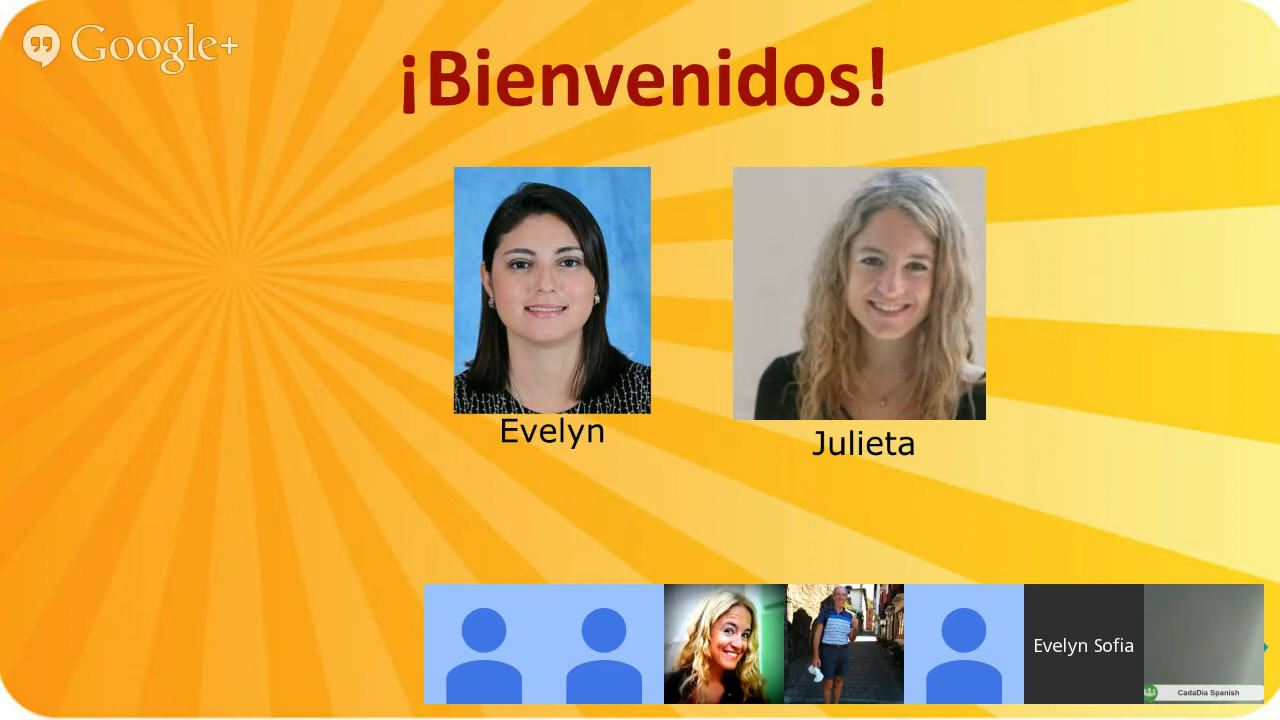 Google+
¡Bienvenidos!
Evelyn
Julieta
Evelyn Sofia
CadaDia Spanish